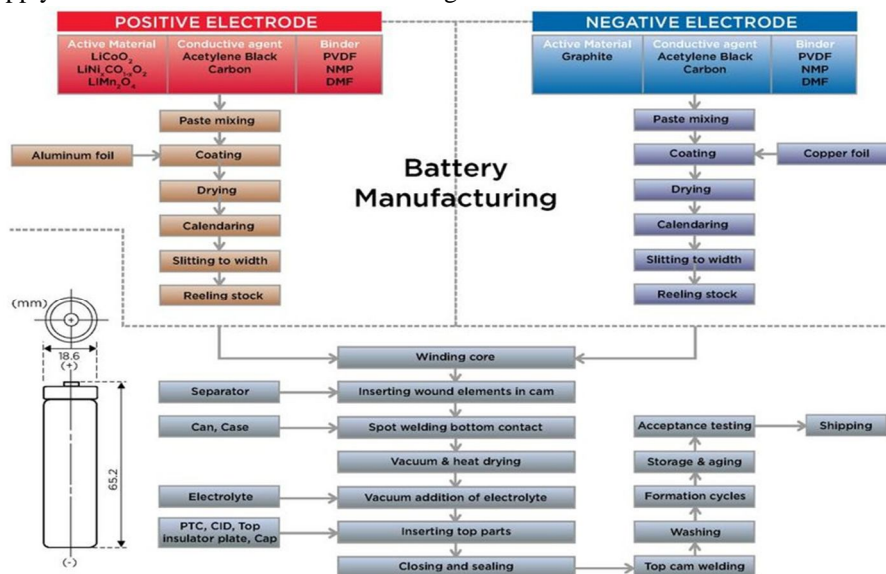 POSITIVE ELECTRODE
Active Material
LiCoO₂
LiNiₓCO₁₋ₓO₂
LIMn₂O₄
Conductive agent
Acetylene Black
Carbon
Binder
PVDF
NMP
DMF
Paste mixing
Aluminum foil
Coating
Drying
Calendaring
Slitting to width
Reeling stock
Battery
Manufacturing
NEGATIVE ELECTRODE
Active Material
Graphite
Conductive agent
Acetylene Black
Carbon
Binder
PVDF
NMP
DMF
Paste mixing
Coating
Copper foil
Drying
Calendaring
Slitting to width
Reeling stock
(mm)
18.6
(+)
65.2
(-)
Winding core
Separator
Inserting wound elements in cam
Can, Case
Spot welding bottom contact
Vacuum & heat drying
Electrolyte
Vacuum addition of electrolyte
PTC, CID, Top
insulator plate, Cap
Inserting top parts
Closing and sealing
Top cam welding
Washing
Formation cycles
Storage & aging
Acceptance testing
Shipping